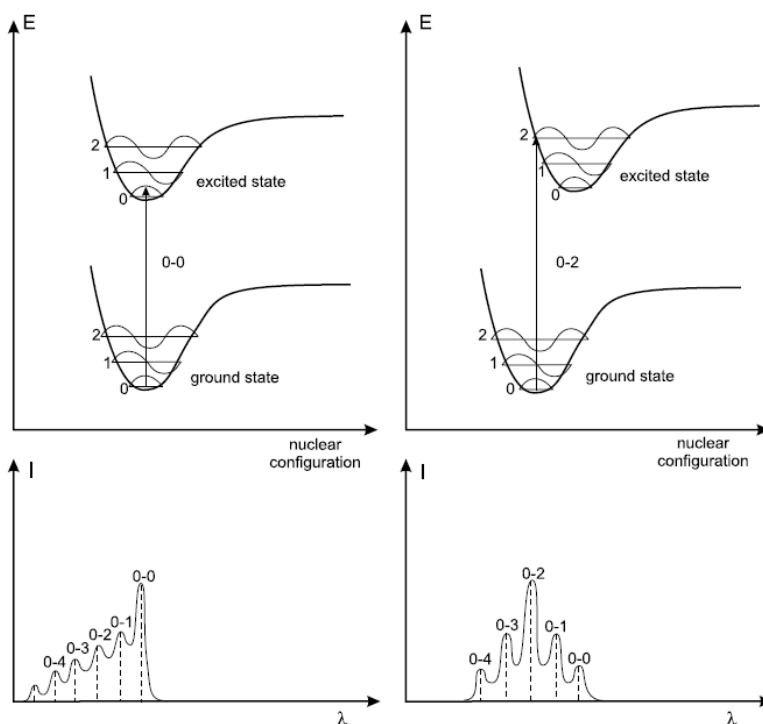 E
2
1
0
excited state
0-0
2
1
0
ground state
nuclear
configuration
E
2
1
0
excited state
0-2
2
1
0
ground state
nuclear
configuration
I
0-0
0-1
0-2
0-3
0-4
λ
I
0-2
0-3
0-1
0-4
0-0
λ